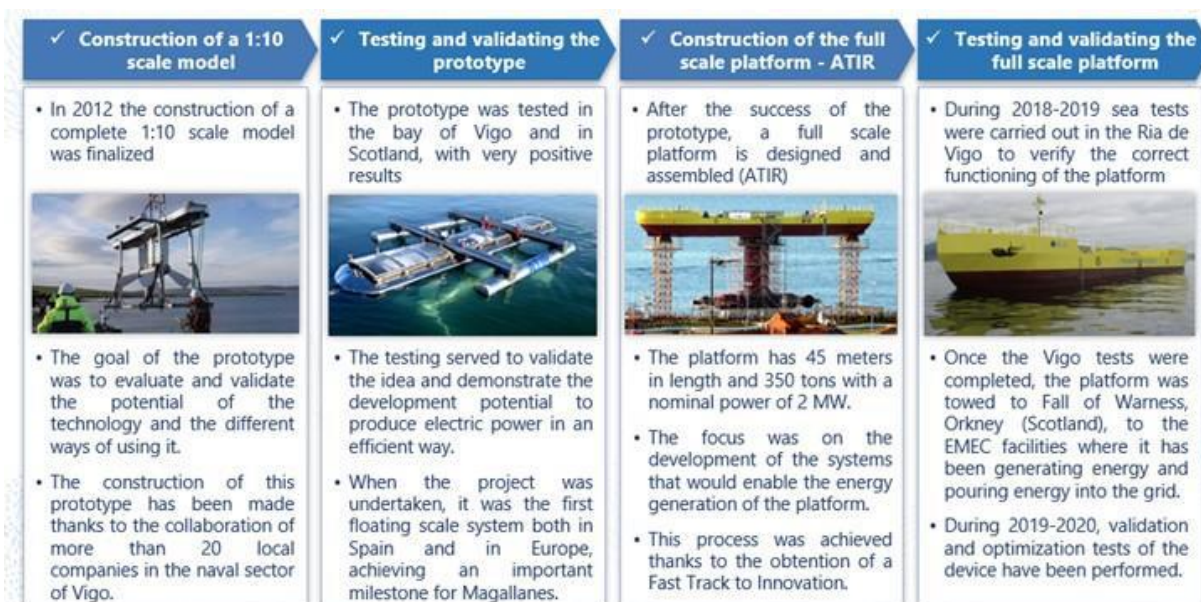 ✓ Construction of a 1:10
scale model
• In 2012 the construction of a
complete 1:10 scale model
was finalized
• The goal of the prototype
was to evaluate and validate
the potential of the
technology and the different
ways of using it.
• The construction of this
prototype has been made
thanks to the collaboration of
more than 20 local
companies in the naval sector
of Vigo.
✓ Testing and validating the
prototype
• The prototype was tested in
the bay of Vigo and in
Scotland, with very positive
results
• The testing served to validate
the idea and demonstrate the
development potential to
produce electric power in an
efficient way.
• When the project was
undertaken, it was the first
floating scale system both in
Spain and in Europe,
achieving an important
milestone for Magallanes.
✓ Construction of the full
scale platform - ATIR
• After the success of the
prototype, a full scale
platform is designed and
assembled (ATIR)
• The platform has 45 meters
in length and 350 tons with a
nominal power of 2 MW.
• The focus was on the
development of the systems
that would enable the energy
generation of the platform.
• This process was achieved
thanks to the obtention of a
Fast Track to Innovation.
✓ Testing and validating the
full scale platform
• During 2018-2019 sea tests
were carried out in the Ria de
Vigo to verify the correct
functioning of the platform
• Once the Vigo tests were
completed, the platform was
towed to Fall of Warness,
Orkney (Scotland), to the
EMEC facilities where it has
been generating energy and
pouring energy into the grid.
• During 2019-2020, validation
and optimization tests of the
device have been performed.